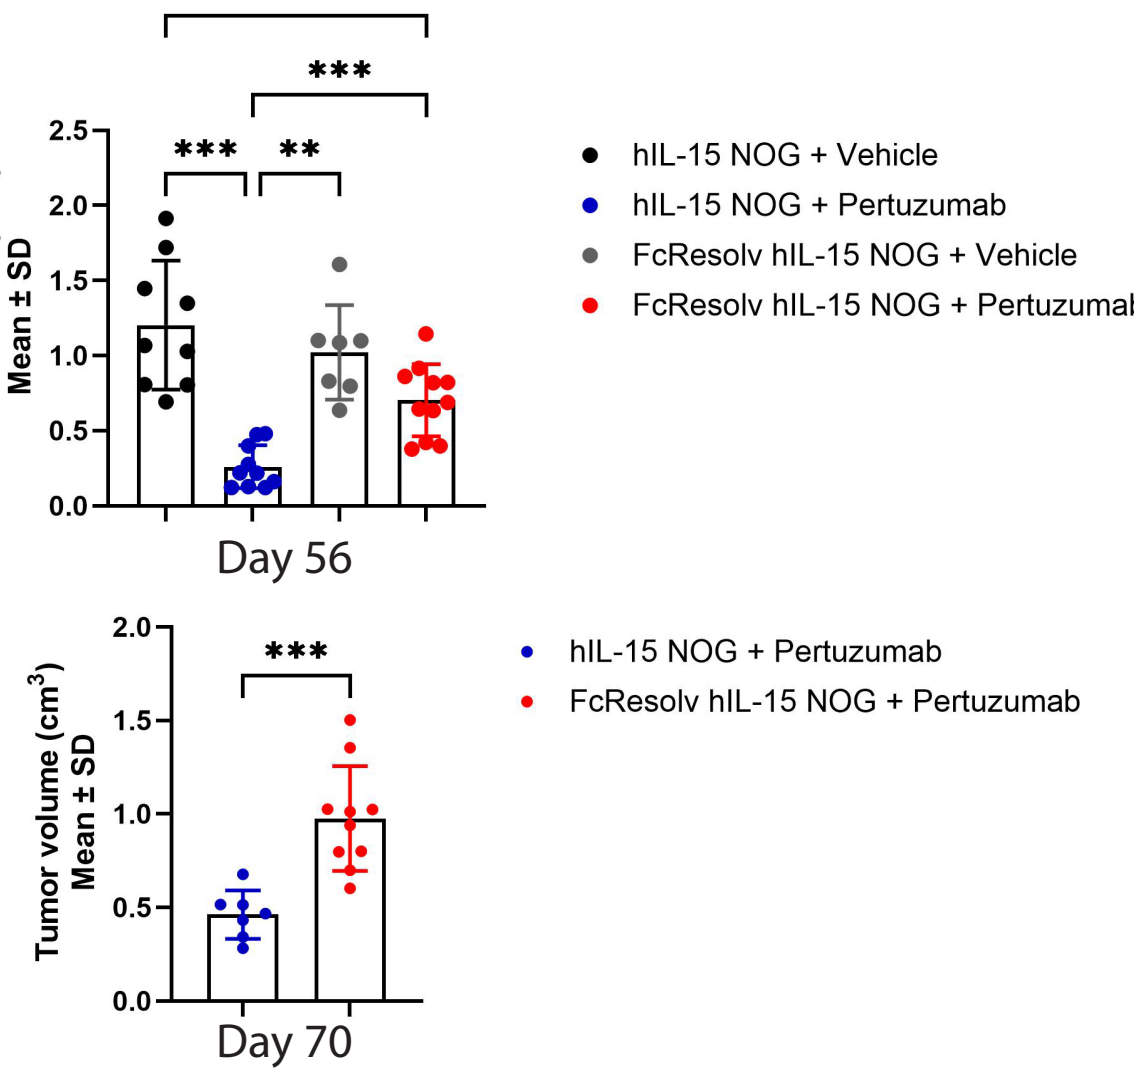 ***
2.5
*** **
2.0
1.5
1.0
0.5
0.0
Mean ± SD
Day 56
hIL-15 NOG + Vehicle
hIL-15 NOG + Pertuzumab
FcResolv hIL-15 NOG + Vehicle
FcResolv hIL-15 NOG + Pertuzumab
2.0
***
1.5
1.0
0.5
0.0
Tumor volume (cm³)
Mean ± SD
Day 70
hIL-15 NOG + Pertuzumab
FcResolv hIL-15 NOG + Pertuzumab